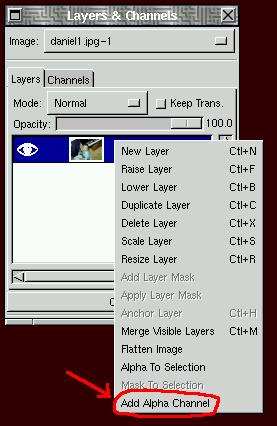 Layers & Channels
Image: daniel1.jpg-1
Layers Channels
Mode: Normal Keep Trans.
Opacity: 100.0
New Layer Ctl+N
Raise Layer Ctl+F
Lower Layer Ctl+B
Duplicate Layer Ctl+C
Delete Layer Ctl+X
Scale Layer Ctl+S
Resize Layer Ctl+R
Add Layer Mask
Apply Layer Mask
Anchor Layer Ctl+H
Merge Visible Layers Ctl+M
Flatten Image
Alpha To Selection
Mask To Selection
Add Alpha Channel